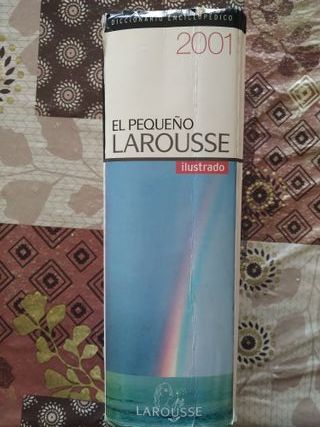 DICCIONARIO ENCICLOPÉDICO
2001
EL PEQUEÑO
LAROUSSE
ilustrado
LAROUSSE